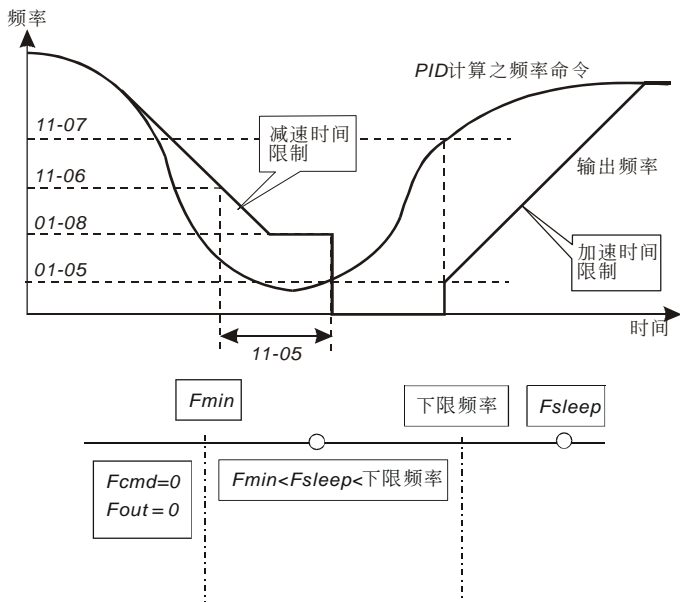 频率
PID计算之频率命令
11-07
减速时间
限制
11-06
输出频率
01-08
加速时间
限制
01-05
时间
11-05
Fmin
下限频率
Fsleep
Fcmd=0
Fout = 0
Fmin<Fsleep<下限频率